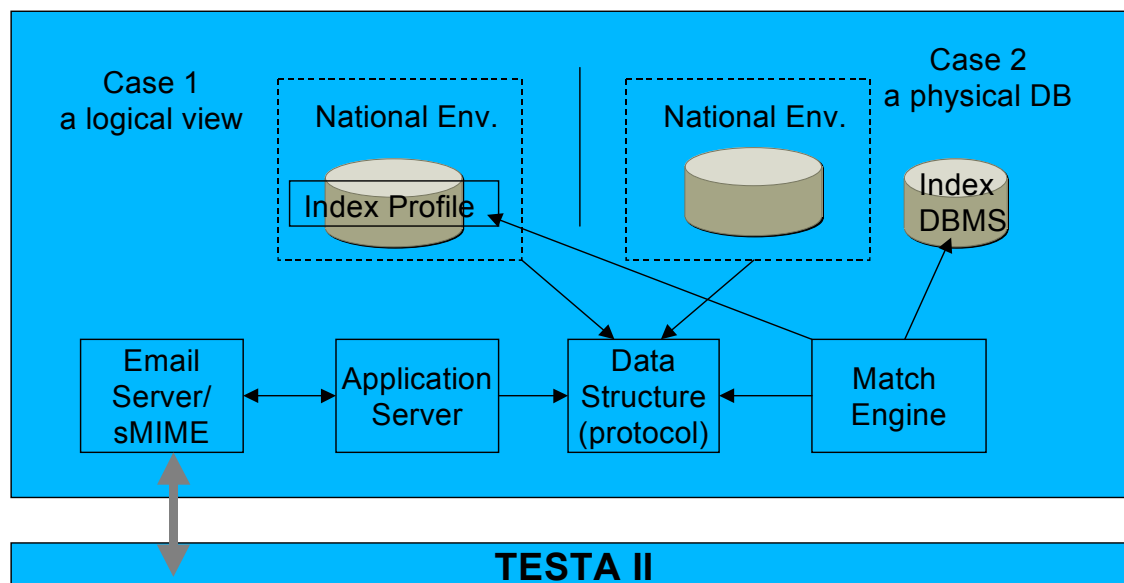 Case 1
a logical view
National Env.
Index Profile
National Env.
Case 2
a physical DB
Index
DBMS
Email
Server/
sMIME
Application
Server
Data
Structure
(protocol)
Match
Engine
TESTA II